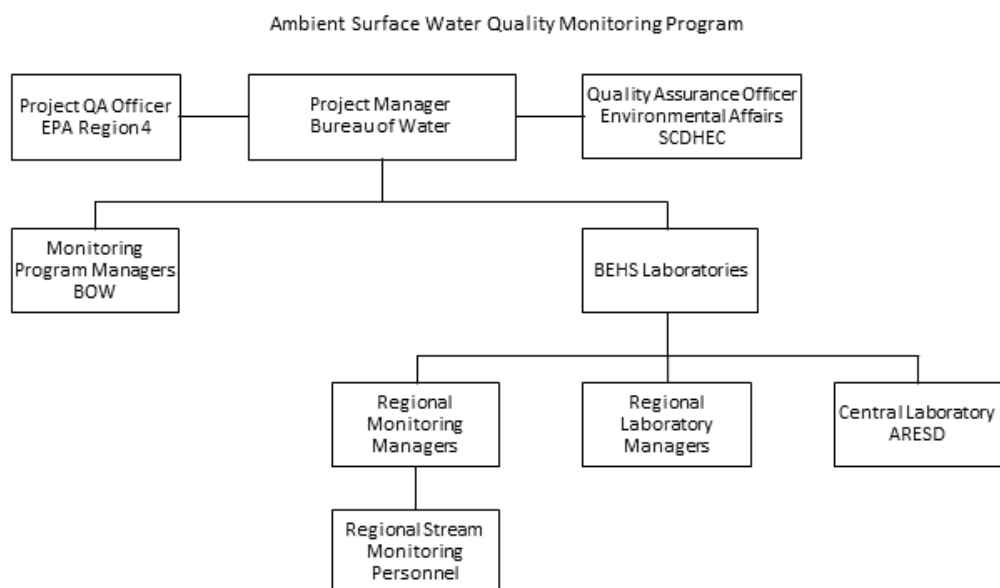 Ambient Surface Water Quality Monitoring Program
Project QA Officer
EPA Region 4
Project Manager
Bureau of Water
Quality Assurance Officer
Environmental Affairs
SCDHEC
Monitoring
Program Managers
BOW
BEHS Laboratories
Regional
Monitoring
Managers
Regional
Laboratory
Managers
Central Laboratory
ARESD
Regional Stream
Monitoring
Personnel